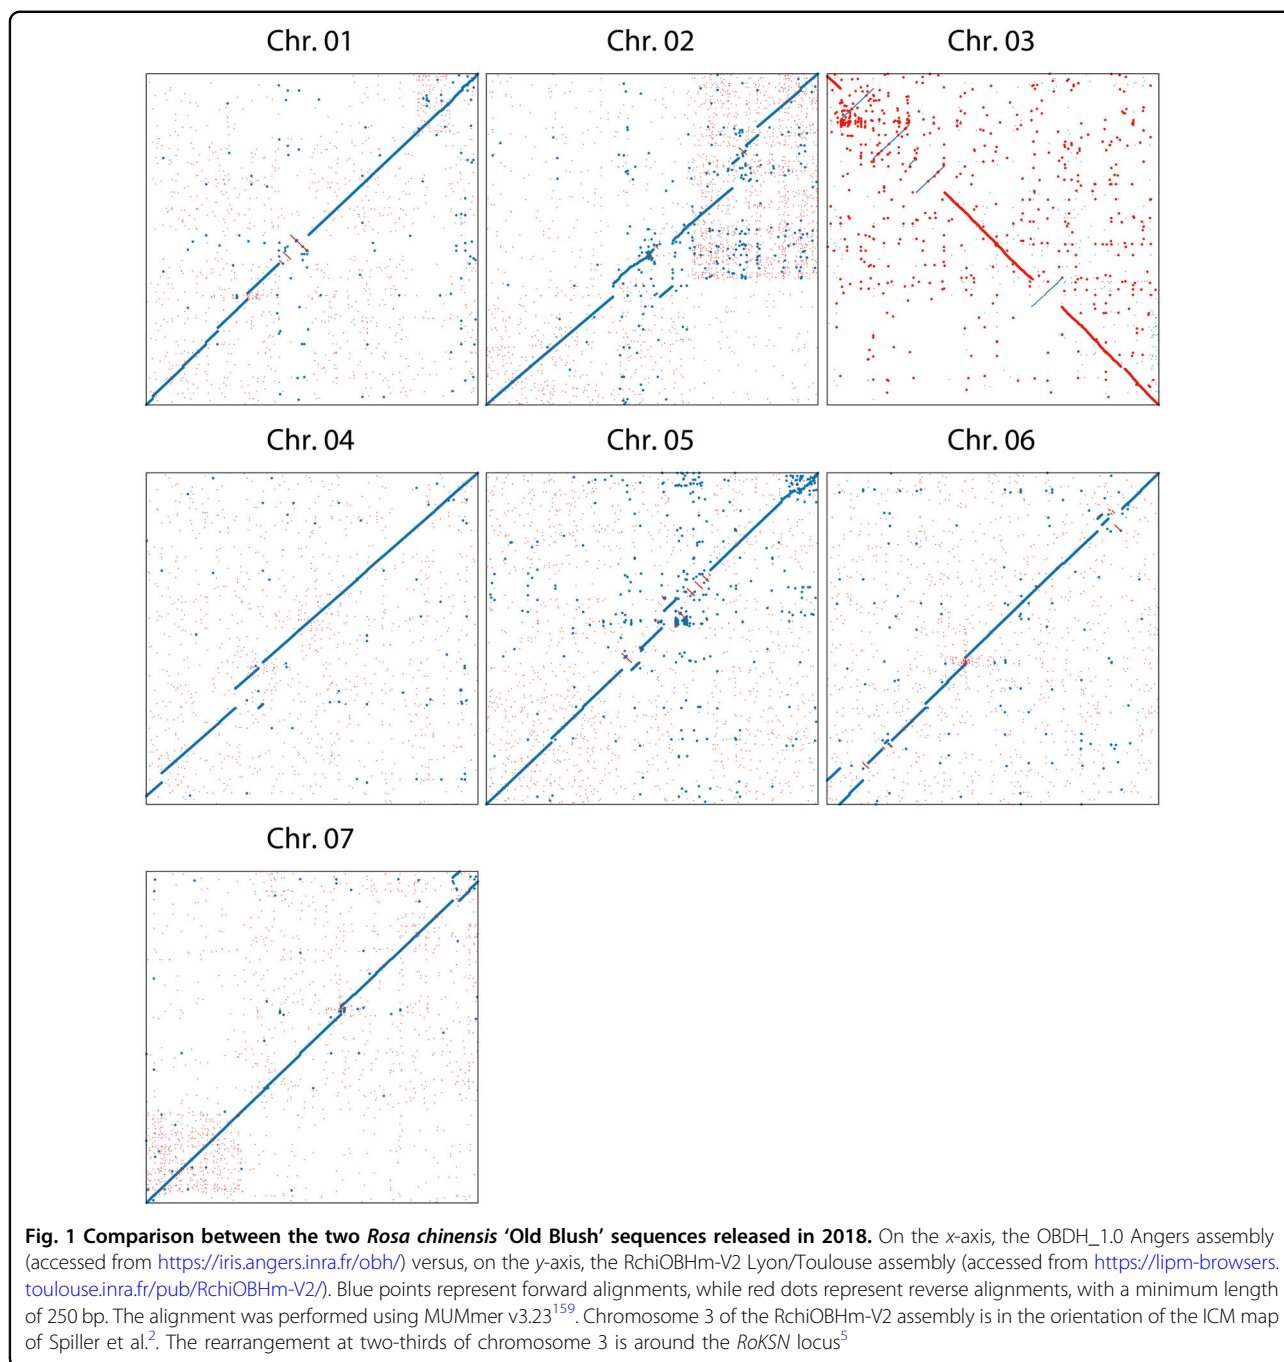 Chr. 01
Chr. 02
Chr. 03
Chr. 04
Chr. 05
Chr. 06
Chr. 07
Fig. 1 Comparison between the two Rosa chinensis ‘Old Blush’ sequences released in 2018. On the x-axis, the OBDH_1.0 Angers assembly
(accessed from https://iris.angers.inra.fr/obh/) versus, on the y-axis, the RchiOBHm-V2 Lyon/Toulouse assembly (accessed from https://lipm-browsers.
toulouse.inra.fr/pub/RchiOBHm-V2/). Blue points represent forward alignments, while red dots represent reverse alignments, with a minimum length
of 250 bp. The alignment was performed using MUMmer v3.23159. Chromosome 3 of the RchiOBHm-V2 assembly is in the orientation of the ICM map
of Spiller et al.2. The rearrangement at two-thirds of chromosome 3 is around the RoKSN locus5